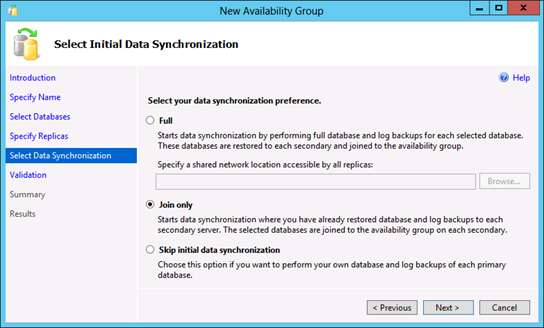 New Availability Group
Select Initial Data Synchronization
Introduction
Help
Specify Name
Select Databases
Specify Replicas
Select Data Synchronization
Validation
Summary
Results
Select your data synchronization preference.
Full
Starts data synchronization by performing full database and log backups for each selected database.
These databases are restored to each secondary and joined to the availability group.
Specify a shared network location accessible by all replicas:
Browse...
Join only
Starts data synchronization where you have already restored database and log backups to each
secondary server. The selected databases are joined to the availability group on each secondary.
Skip initial data synchronization
Choose this option if you want to perform your own database and log backups of each primary
database.
< Previous
Next >
Cancel